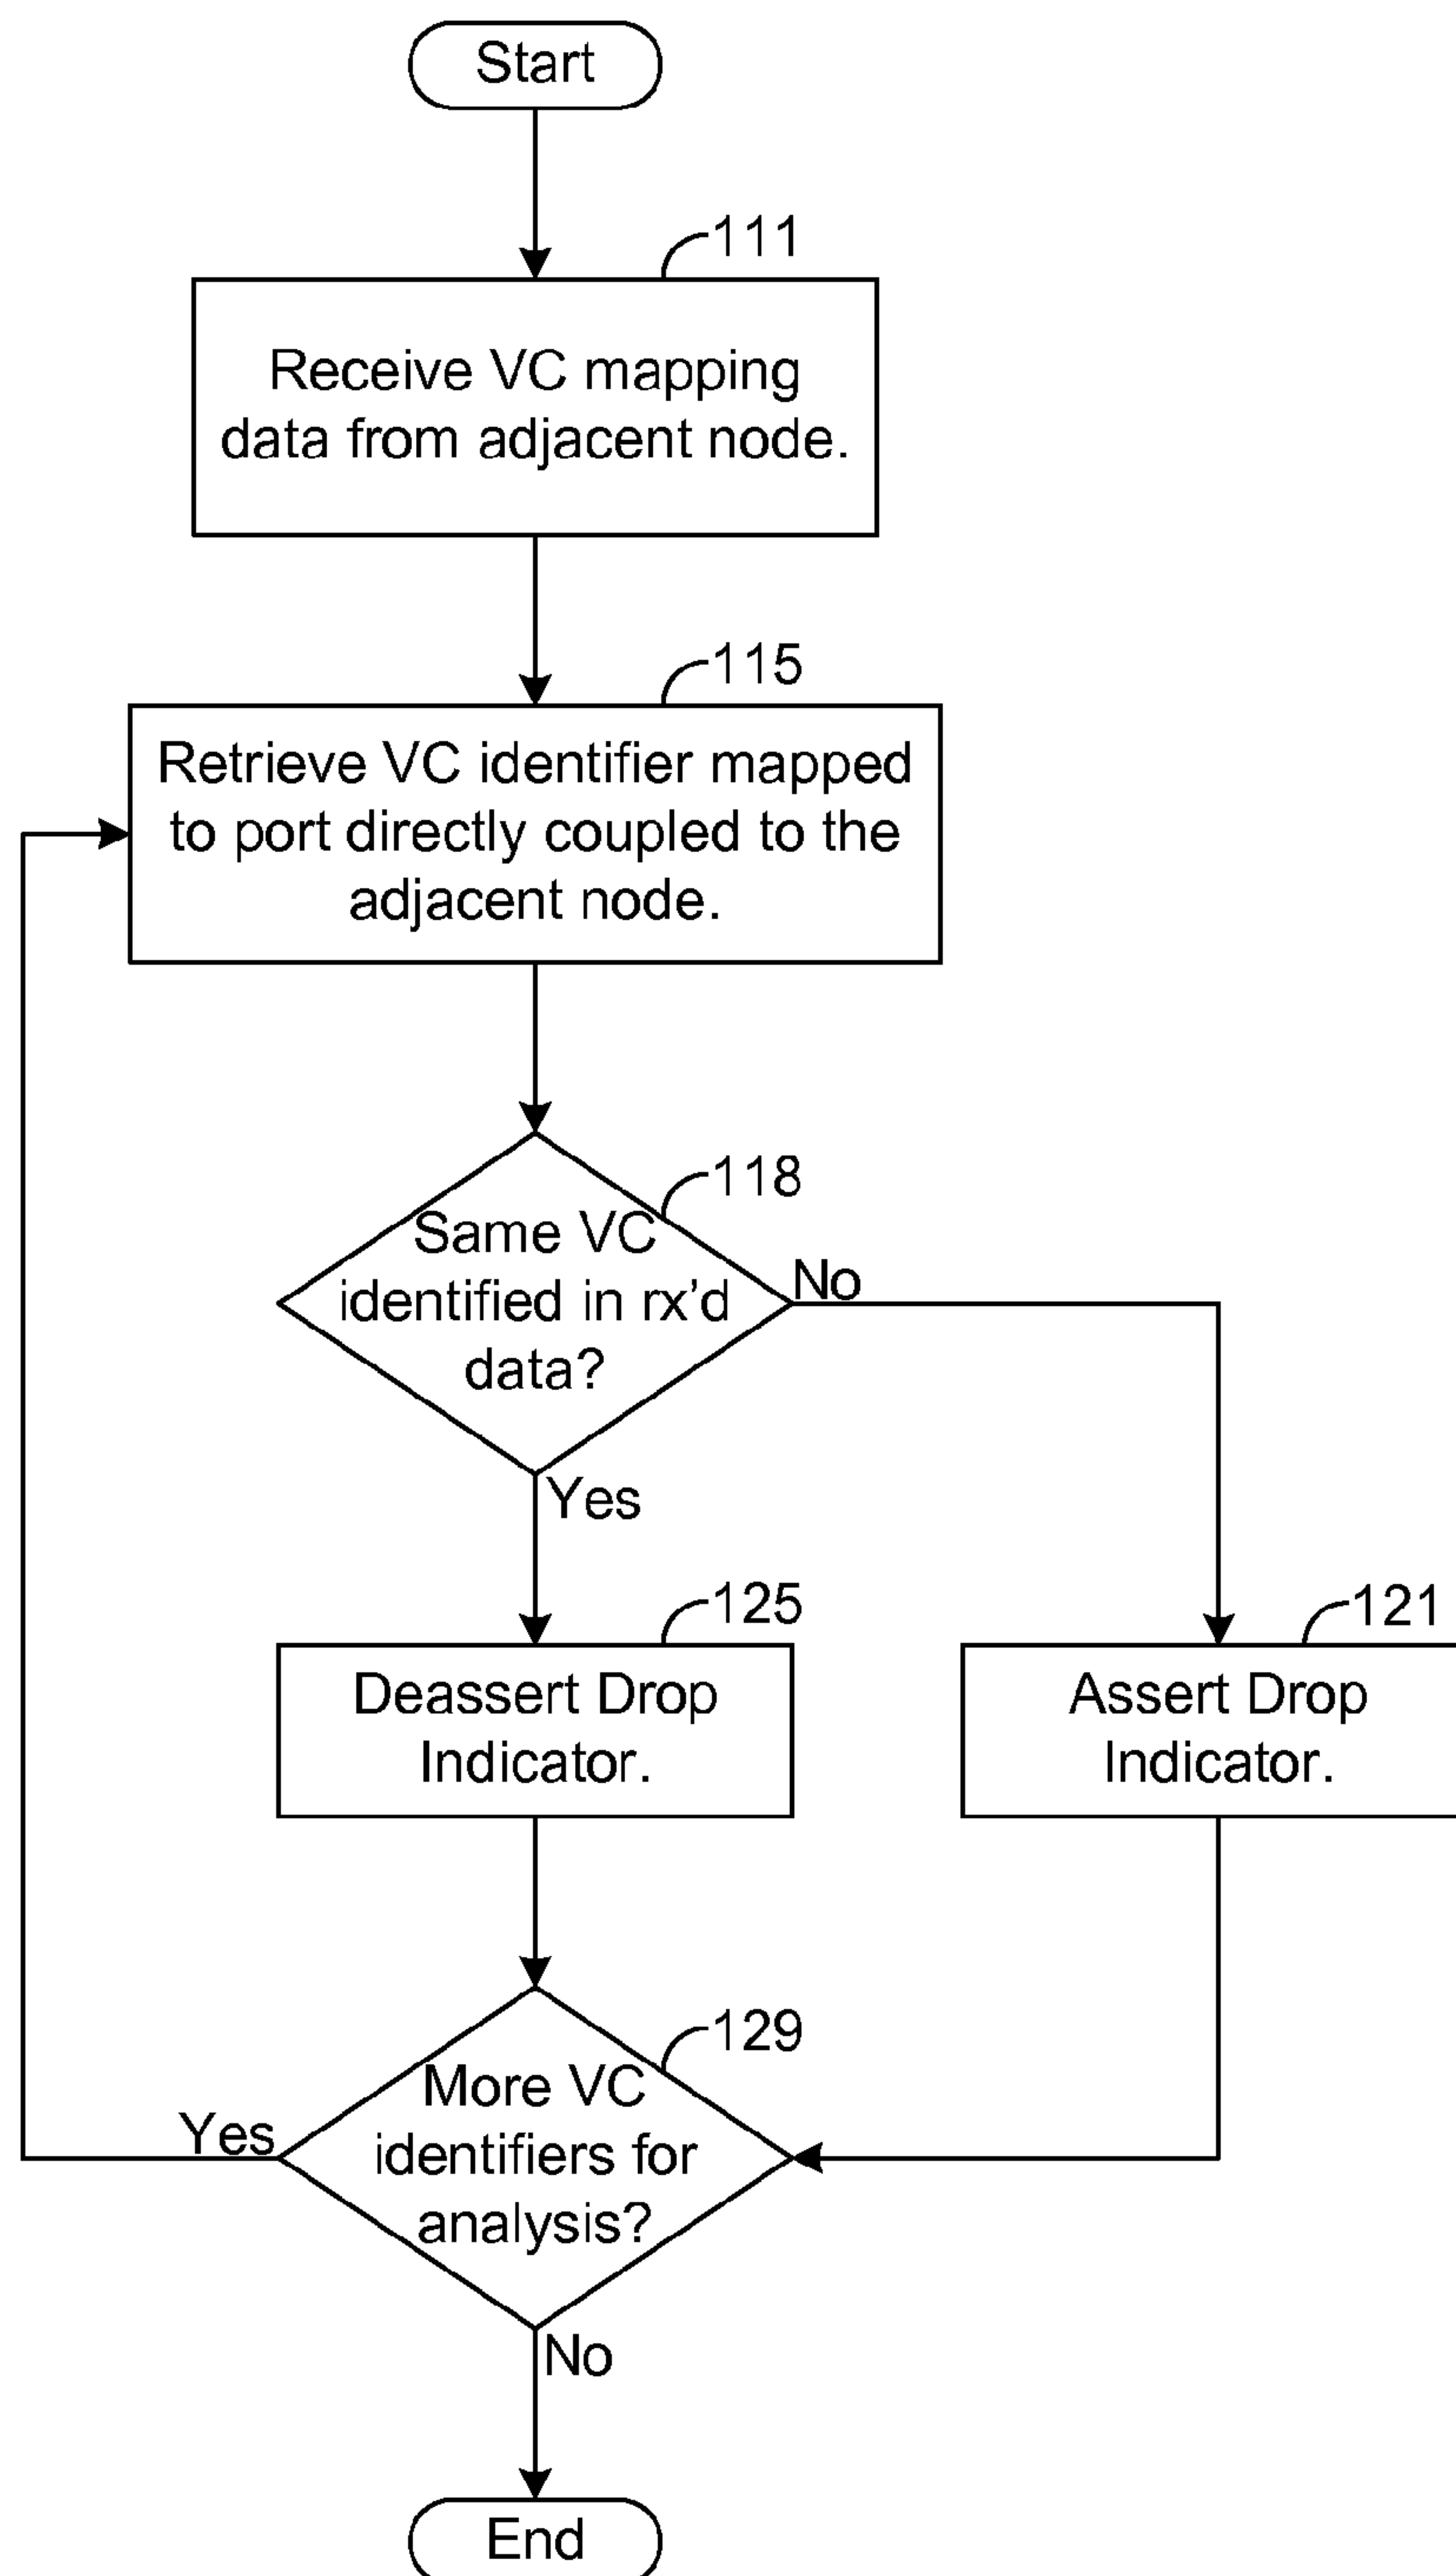 Start
111
Receive VC mapping
data from adjacent node.
115
Retrieve VC identifier mapped
to port directly coupled to the
adjacent node.
118
Same VC
identified in rx’d
data?
No
Yes
125
Deassert Drop
Indicator.
121
Assert Drop
Indicator.
129
More VC
identifiers for
analysis?
Yes
No
End